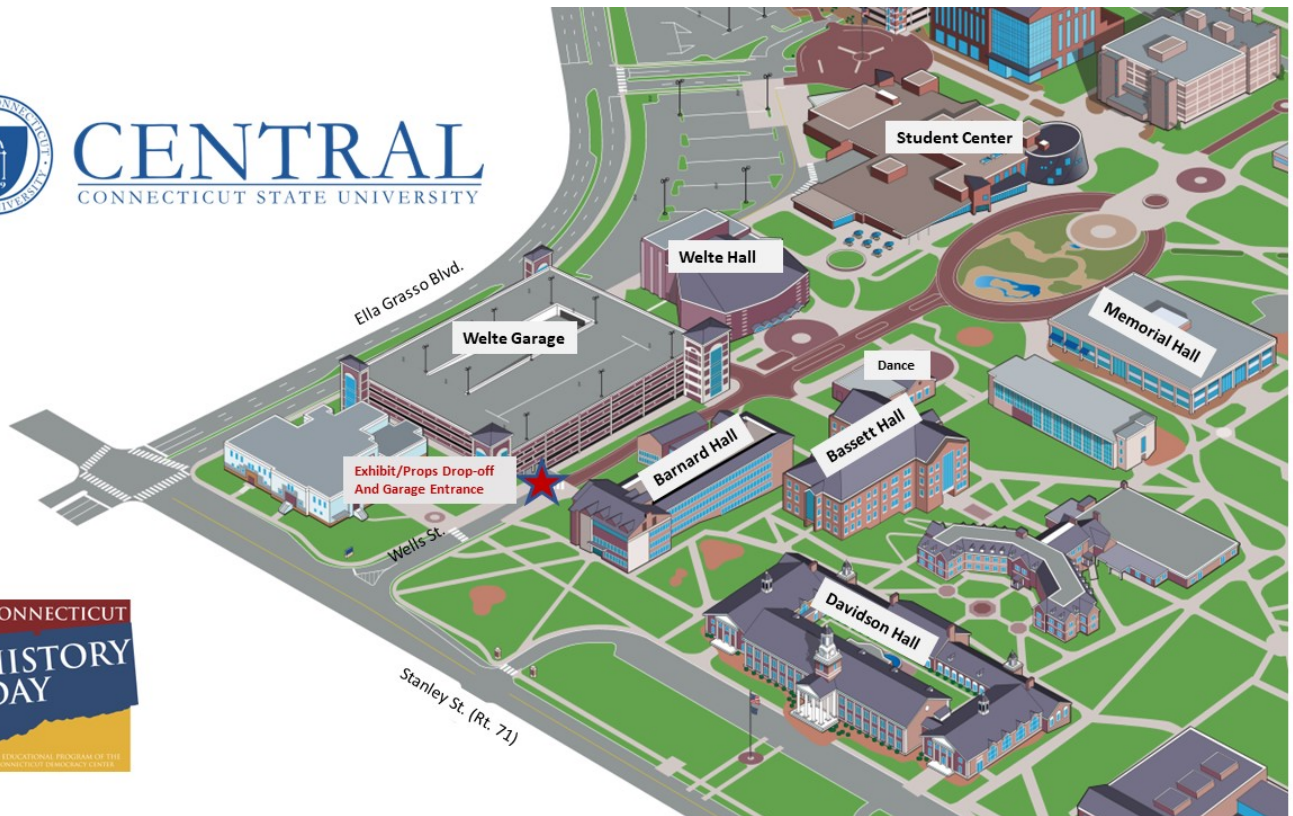 CENTRAL
CONNECTICUT STATE UNIVERSITY
Student Center
Welte Hall
Ella Grasso Blvd.
Welte Garage
Memorial Hall
Dance
Bassett Hall
Barnard Hall
Exhibit/Props Drop-off
And Garage Entrance
Wells St.
Davidson Hall
Stanley St. (Rt. 71)
ONNECTICUT
HISTORY
DAY
EDUCATIONAL PROGRAM OF THE
CONNECTICUT DEMOCRACY CENTER